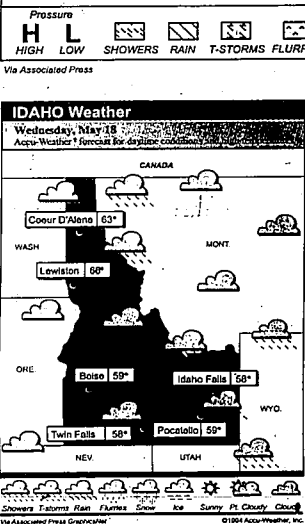 Pressure
H L
HIGH LOW SHOWERS RAIN T-STORMS FLURR
Via Associated Press
IDAHO Weather
Wednesday, May 18
Accu-Weather® forecast for daytime conditions
CANADA
Coeur D'Alene 63°
WASH
MONT.
Lewiston 68°
ORE.
Boise 59°
Idaho Falls 58°
WYO.
Twin Falls 58°
Pocatello 59°
NEV. UTAH
Showers T-storms Rain Flurries Snow Ice Sunny Pt. Cloudy Cloudy
Via Associated Press GraphicsNet ©1994 Accu-Weather,